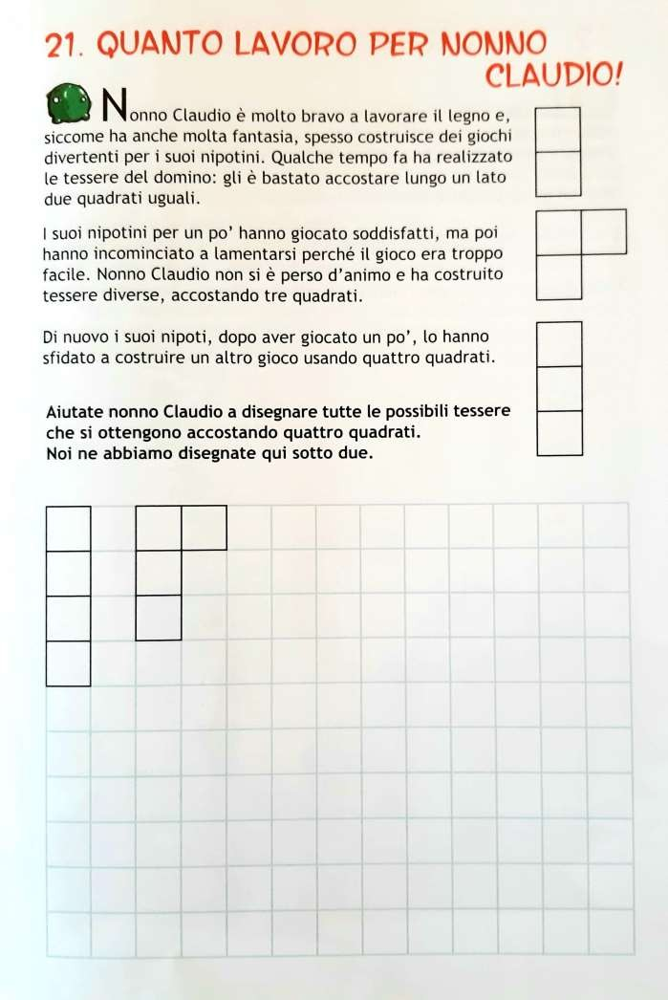 21. QUANTO LAVORO PER NONNO
CLAUDIO!
Nonno Claudio è molto bravo a lavorare il legno e,
siccome ha anche molta fantasia, spesso costruisce dei giochi
divertenti per i suoi nipotini. Qualche tempo fa ha realizzato
le tessere del domino: gli è bastato accostare lungo un lato
due quadrati uguali.
I suoi nipotini per un po’ hanno giocato soddisfatti, ma poi
hanno incominciato a lamentarsi perché il gioco era troppo
facile. Nonno Claudio non si è perso d’animo e ha costruito
tessere diverse, accostando tre quadrati.
Di nuovo i suoi nipoti, dopo aver giocato un po’, lo hanno
sfidato a costruire un altro gioco usando quattro quadrati.
Aiutate nonno Claudio a disegnare tutte le possibili tessere
che si ottengono accostando quattro quadrati.
Noi ne abbiamo disegnate qui sotto due.